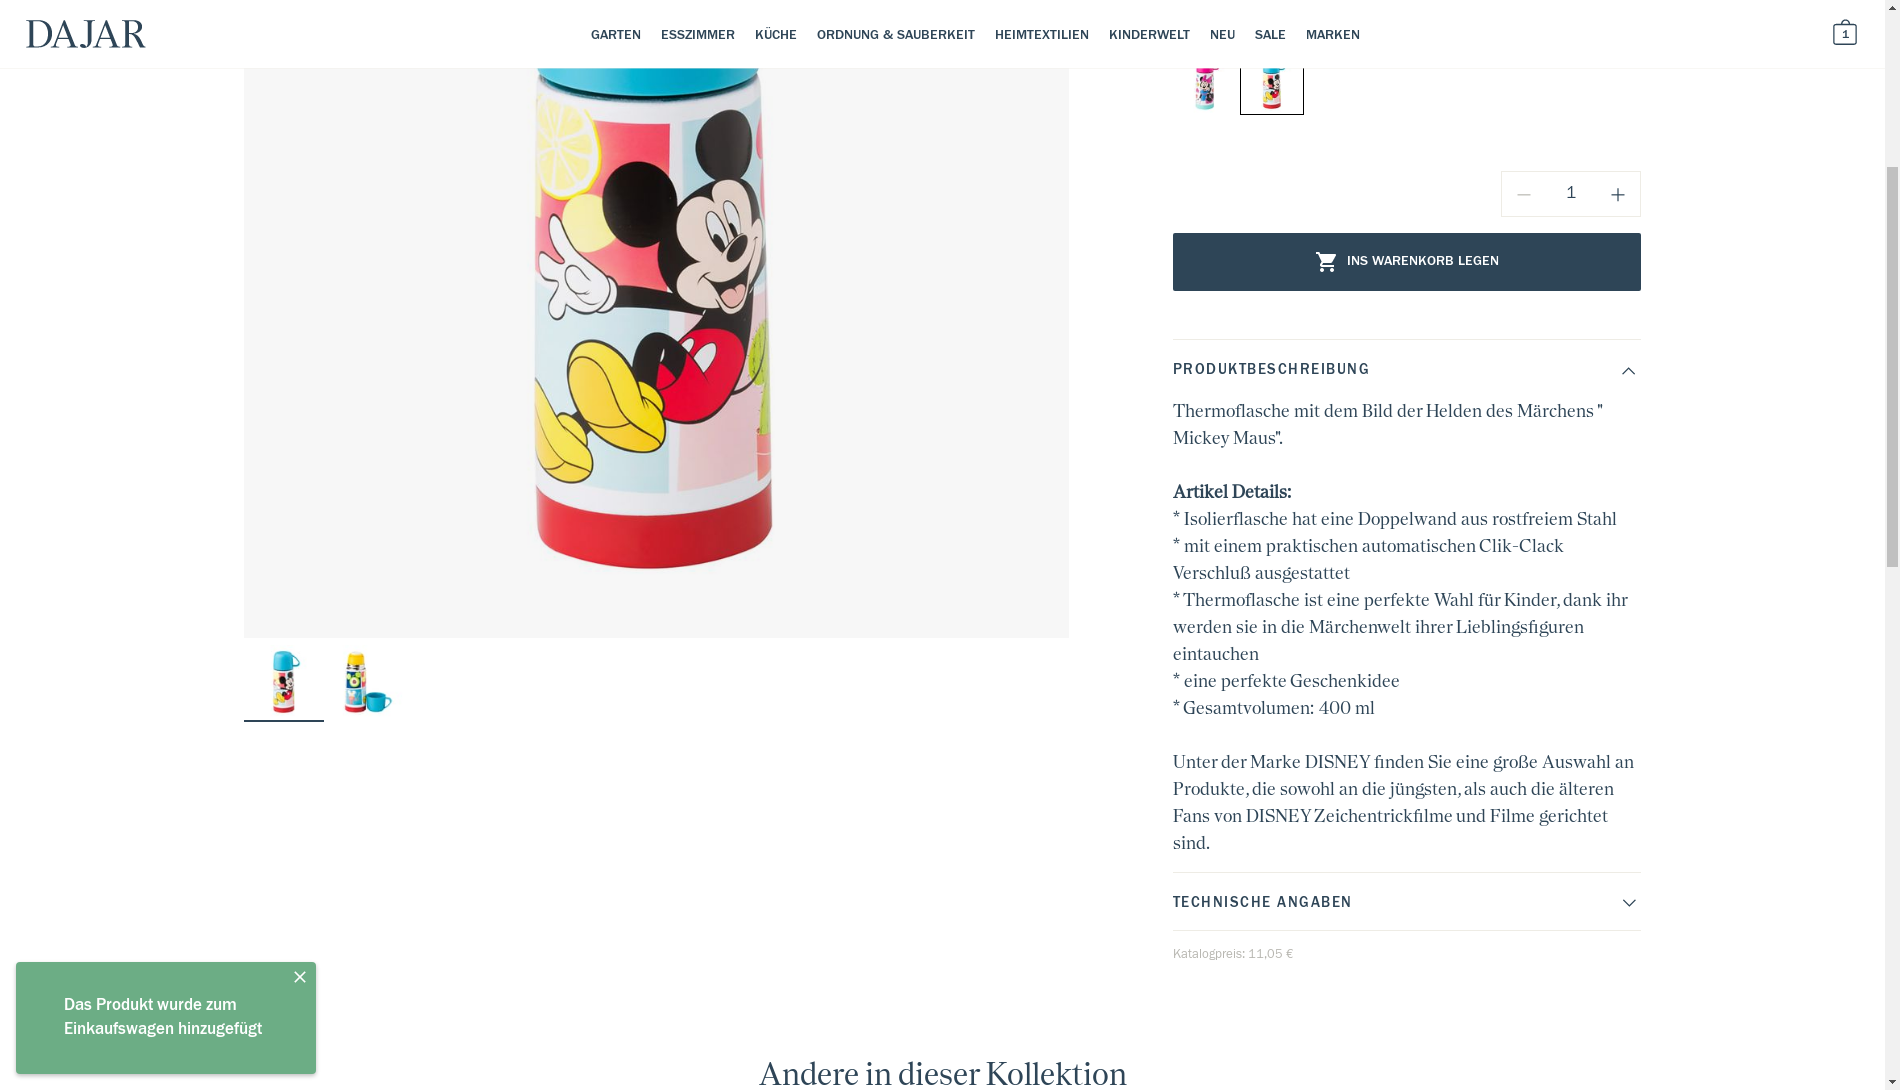 DAJAR
GARTEN
ESSZIMMER
KÜCHE
ORDNUNG & SAUBERKEIT
HEIMTEXTILIEN
KINDERWELT
NEU
SALE
MARKEN
1
1
INS WARENKORB LEGEN
PRODUKTBESCHREIBUNG
Thermoflasche mit dem Bild der Helden des Märchens "
Mickey Maus".
Artikel Details:
* Isolierflasche hat eine Doppelwand aus rostfreiem Stahl
* mit einem praktischen automatischen Clik-Clack
Verschluß ausgestattet
* Thermoflasche ist eine perfekte Wahl für Kinder, dank ihr
werden sie in die Märchenwelt ihrer Lieblingsfiguren
eintauchen
* eine perfekte Geschenkidee
* Gesamtvolumen: 400 ml
Unter der Marke DISNEY finden Sie eine große Auswahl an
Produkte, die sowohl an die jüngsten, als auch die älteren
Fans von DISNEY Zeichentrickfilme und Filme gerichtet
sind.
TECHNISCHE ANGABEN
Katalogpreis: 11,05 €
Das Produkt wurde zum
Einkaufswagen hinzugefügt
Andere in dieser Kollektion